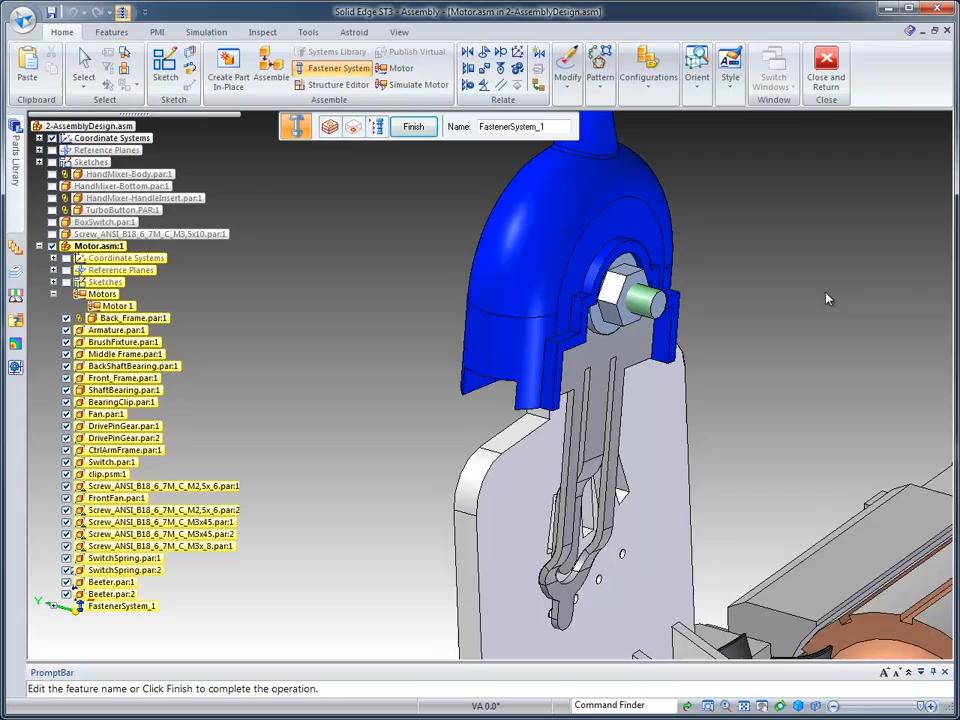 Solid Edge ST3 - Assembly - [Motor.asm in 2-AssemblyDesign.asm]
Home
Features
PMI
Simulation
Inspect
Tools
Astroid
View
Paste
Clipboard
Select
Select
Sketch
Sketch
Create Part In-Place
Assemble
Systems Library
Fastener System
Structure Editor
Publish Virtual
Motor
Simulate Motor
Assemble
Relate
Modify
Pattern
Configurations
Orient
Style
Switch Windows
Window
Close and Return
Close
Finish
Name:
FastenerSystem_1
Parts Library
2-AssemblyDesign.asm
Coordinate Systems
Reference Planes
Sketches
HandMixer-Body.par:1
HandMixer-Bottom.par:1
HandMixer-HandleInsert.par:1
TurboButton.PAR:1
BoxSwitch.par:1
Screw_ANSI_B18_6_7M_C_M3,5x10.par:1
Motor.asm:1
Coordinate Systems
Reference Planes
Sketches
Motors
Motor 1
Back_Frame.par:1
Armature.par:1
BrushFixture.par:1
Middle Frame.par:1
BackShaftBearing.par:1
Front_Frame.par:1
ShaftBearing.par:1
BearingClip.par:1
Fan.par:1
DrivePinGear.par:1
DrivePinGear.par:2
CtrlArmFrame.par:1
Switch.par:1
clip.psm:1
Screw_ANSI_B18_6_7M_C_M2,5x_6.par:1
FrontFan.par:1
Screw_ANSI_B18_6_7M_C_M2,5x_6.par:2
Screw_ANSI_B18_6_7M_C_M3x45.par:1
Screw_ANSI_B18_6_7M_C_M3x45.par:2
Screw_ANSI_B18_6_7M_C_M3x_8.par:1
SwitchSpring.par:1
SwitchSpring.par:2
Beeter.par:1
Beeter.par:2
FastenerSystem_1
Y
PromptBar
Edit the feature name or Click Finish to complete the operation.
VA 0.0°
Command Finder